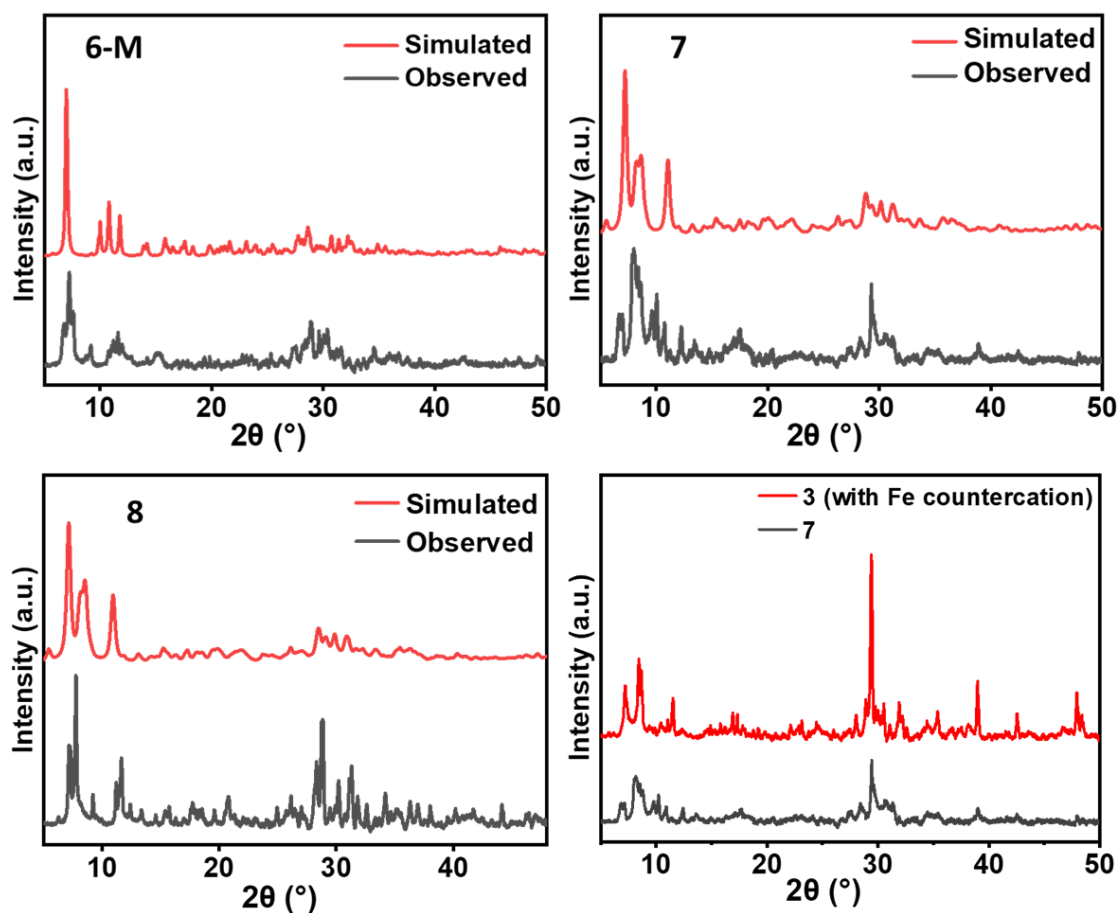 6-M
Simulated
Observed
Intensity (a.u.)
10 20 30 40 50
2θ (°)
7
Simulated
Observed
Intensity (a.u.)
10 20 30 40 50
2θ (°)
8
Simulated
Observed
Intensity (a.u.)
10 20 30 40
2θ (°)
3 (with Fe countercation)
7
Intensity (a.u.)
10 20 30 40 50
2θ (°)